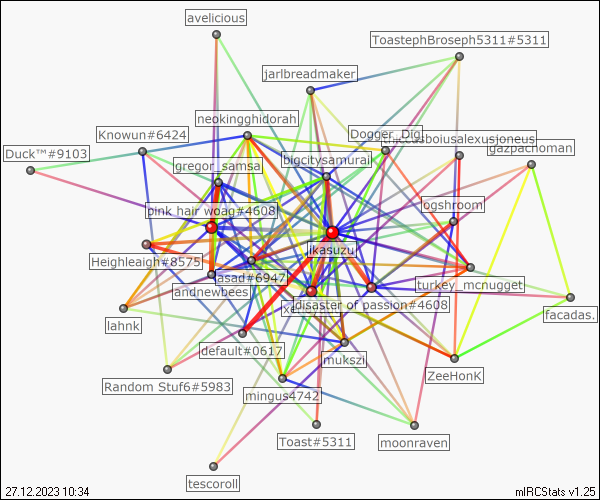 avelicious
ToastephBroseph5311#5311
jarlbreadmaker
neokingghidorah
Knowun#6424
Dogger_Dig
gazpachoman
Duck™#9103
bigcitysamurai
gregor_samsa
pink hair woag#4608
ogshroom
ikasuzu
Heighleaigh#8575
asad#6947
turkey_mcnugget
andnewbees
disaster of passion#4608
facadas.
lahnk
default#0617
mukszi
ZeeHonK
Random Stuf6#5983
mingus4742
Toast#5311
moonraven
tescoroll
27.12.2023 10:34
mIRCStats v1.25